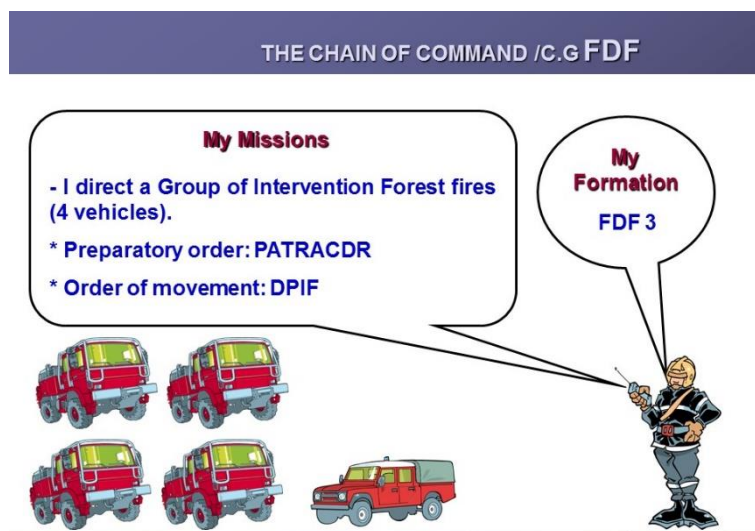 THE CHAIN OF COMMAND /C.G FDF
My Missions
- I direct a Group of Intervention Forest fires
(4 vehicles).
* Preparatory order: PATRACDR
* Order of movement: DPIF
My
Formation
FDF 3